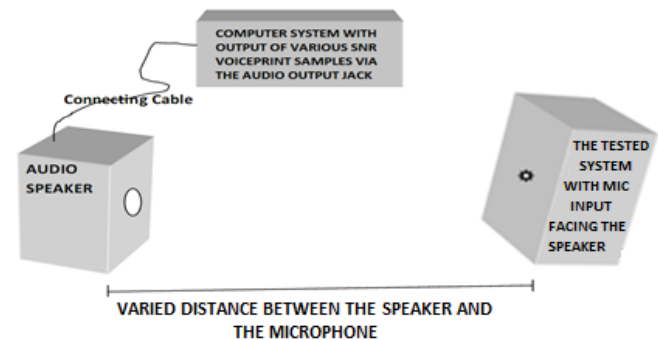 COMPUTER SYSTEM WITH
OUTPUT OF VARIOUS SNR
VOICEPRINT SAMPLES VIA
THE AUDIO OUTPUT JACK
Connecting Cable
AUDIO
SPEAKER
THE TESTED
SYSTEM
WITH MIC
INPUT
FACING THE
SPEAKER
VARIED DISTANCE BETWEEN THE SPEAKER AND
THE MICROPHONE